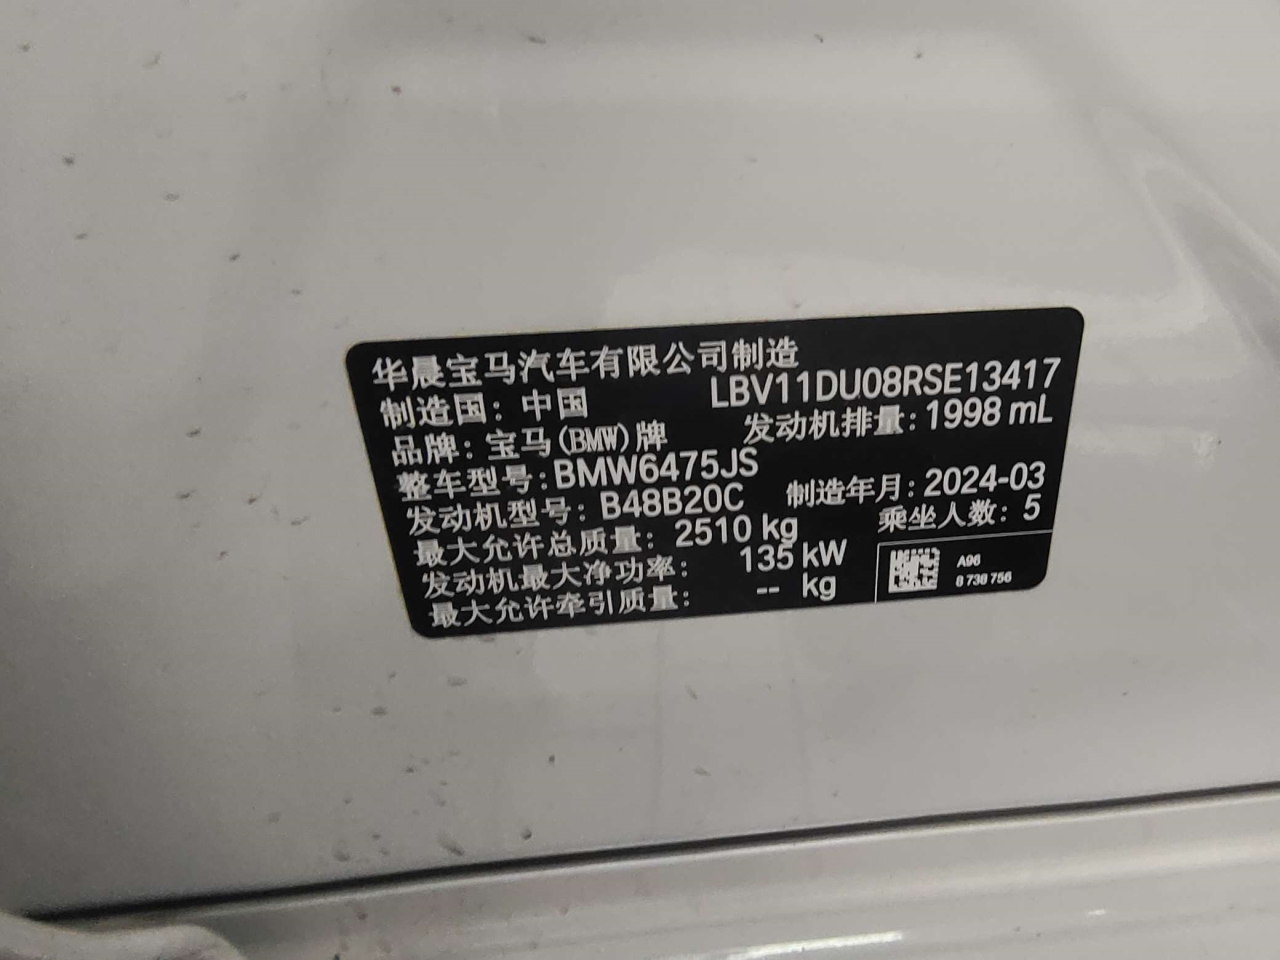 华晨宝马汽车有限公司制造
LBV11DU08RSE13417
制造国：中国
品牌：宝马(BMW)牌
发动机排量：1998 mL
整车型号：BMW6475JS
发动机型号：B48B20C
制造年月：2024-03
最大允许总质量：2510 kg
乘坐人数：5
发动机最大净功率：135 kW
最大允许牵引质量：-- kg
A96
8 738 756